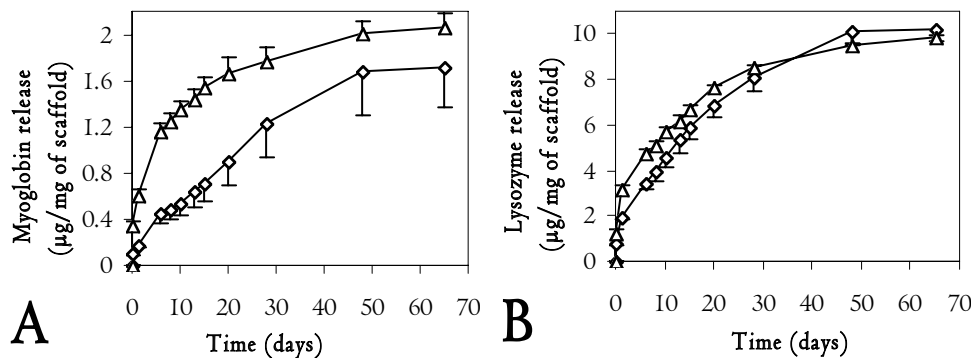 Myoglobin release
(µg/mg of scaffold)
2
1.6
1.2
0.8
0.4
0
0 10 20 30 40 50 60 70
Time (days)
A
Lysozyme release
(µg/mg of scaffold)
10
8
6
4
2
0
0 10 20 30 40 50 60 70
Time (days)
B